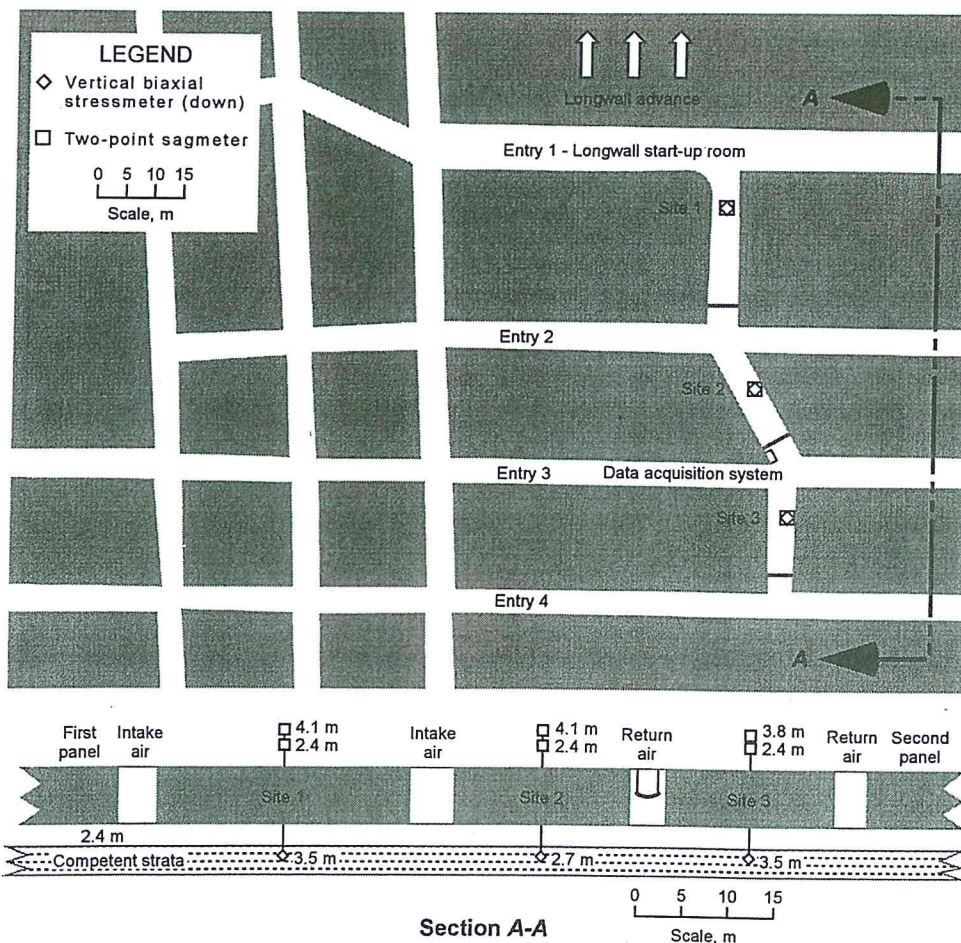 LEGEND
Vertical biaxial
stressmeter (down)
Two-point sagmeter
0 5 10 15
Scale, m
Longwall advance
A
Entry 1 - Longwall start-up room
Site 1
Entry 2
Site 2
Entry 3
Data acquisition system
Site 3
Entry 4
A
First
panel
Intake
air
4.1 m
2.4 m
Intake
air
4.1 m
2.4 m
Return
air
3.8 m
2.4 m
Return
air
Second
panel
Site 1
Site 2
Site 3
2.4 m
Competent strata
3.5 m
2.7 m
3.5 m
0 5 10 15
Scale, m
Section A-A